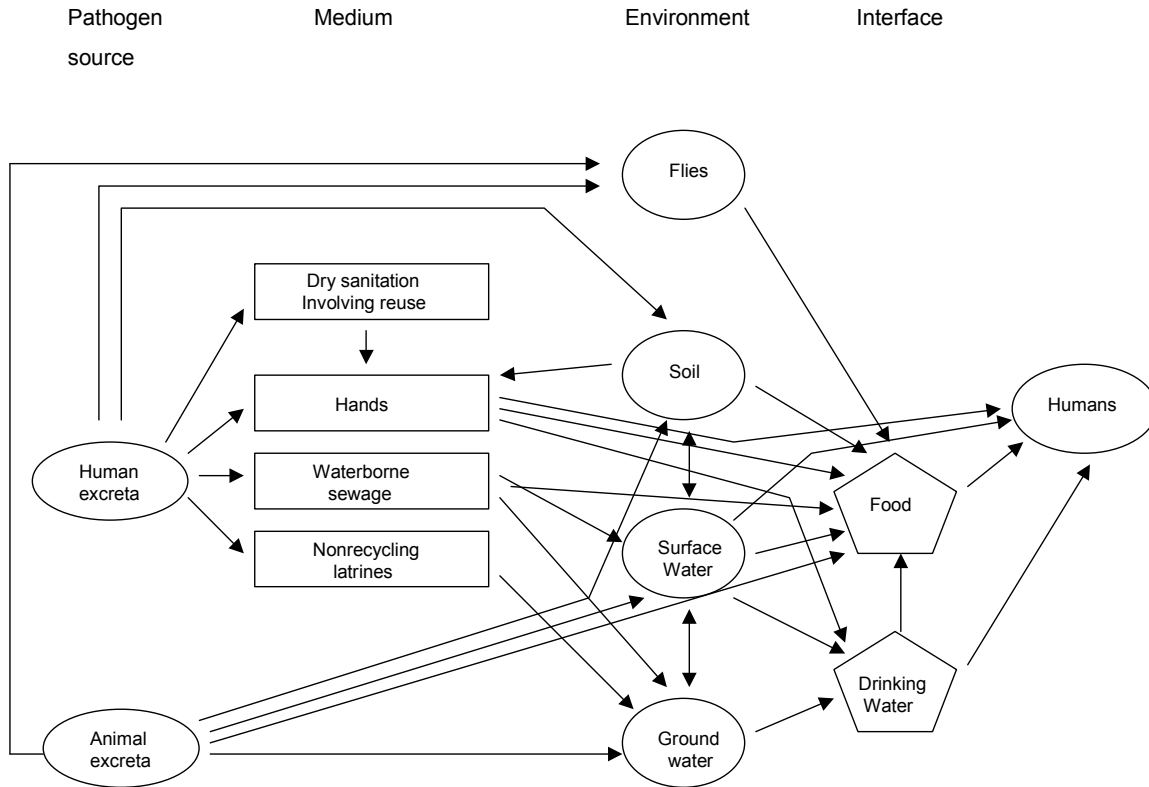 Pathogen
source
Medium
Environment
Interface
Flies
Dry sanitation
Involving reuse
Soil
Hands
Humans
Human
excreta
Waterborne
sewage
Food
Nonrecycling
latrines
Surface
Water
Drinking
Water
Animal
excreta
Ground
water